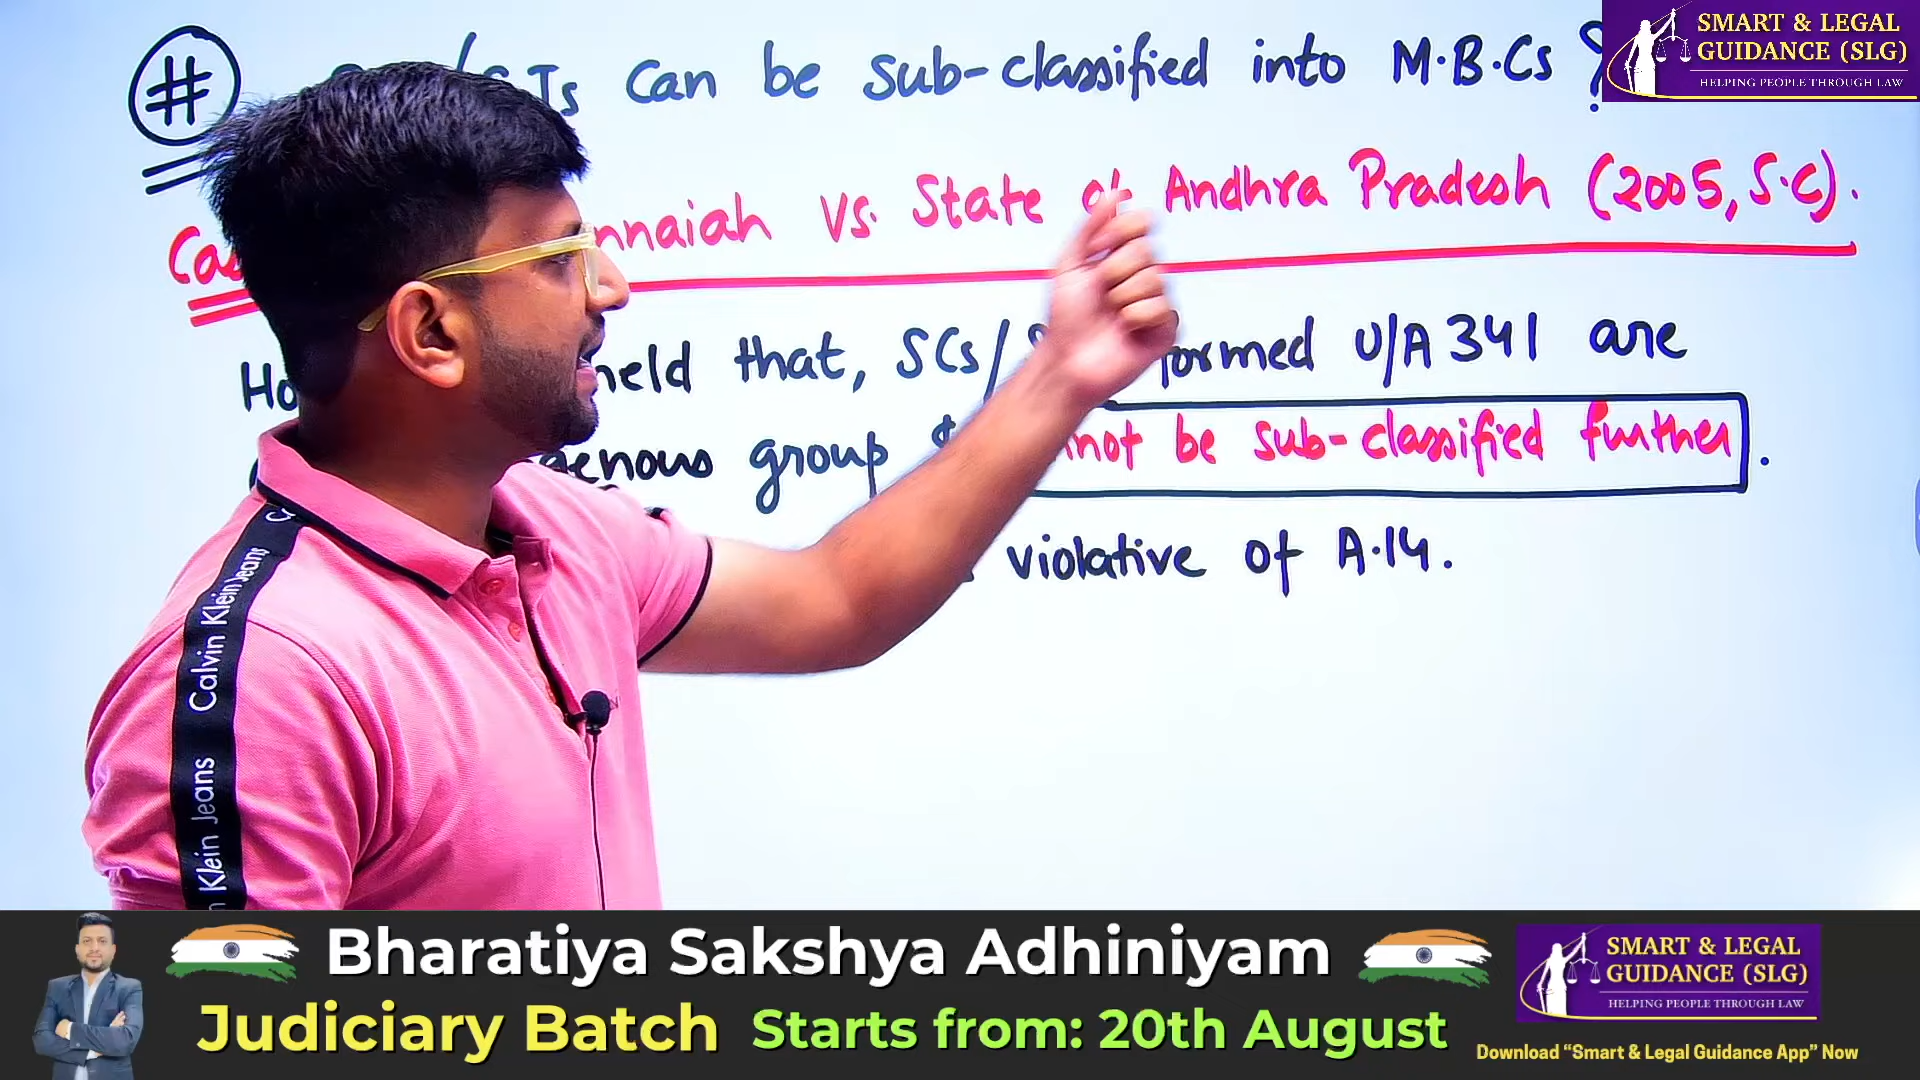 # Can be Sub-classified into M.B.Cs ?
SMART & LEGAL
GUIDANCE (SLG)
HELPING PEOPLE THROUGH LAW
Vs. State of Andhra Pradesh (2005, S.C).
that, SCs/ U/A 341 are
group not be sub-classified further.
violative of A.14.
Calvin Klein Jeans
Klein Jeans
Bharatiya Sakshya Adhiniyam
Judiciary Batch Starts from: 20th August
SMART & LEGAL
GUIDANCE (SLG)
HELPING PEOPLE THROUGH LAW
Download “Smart & Legal Guidance App” Now